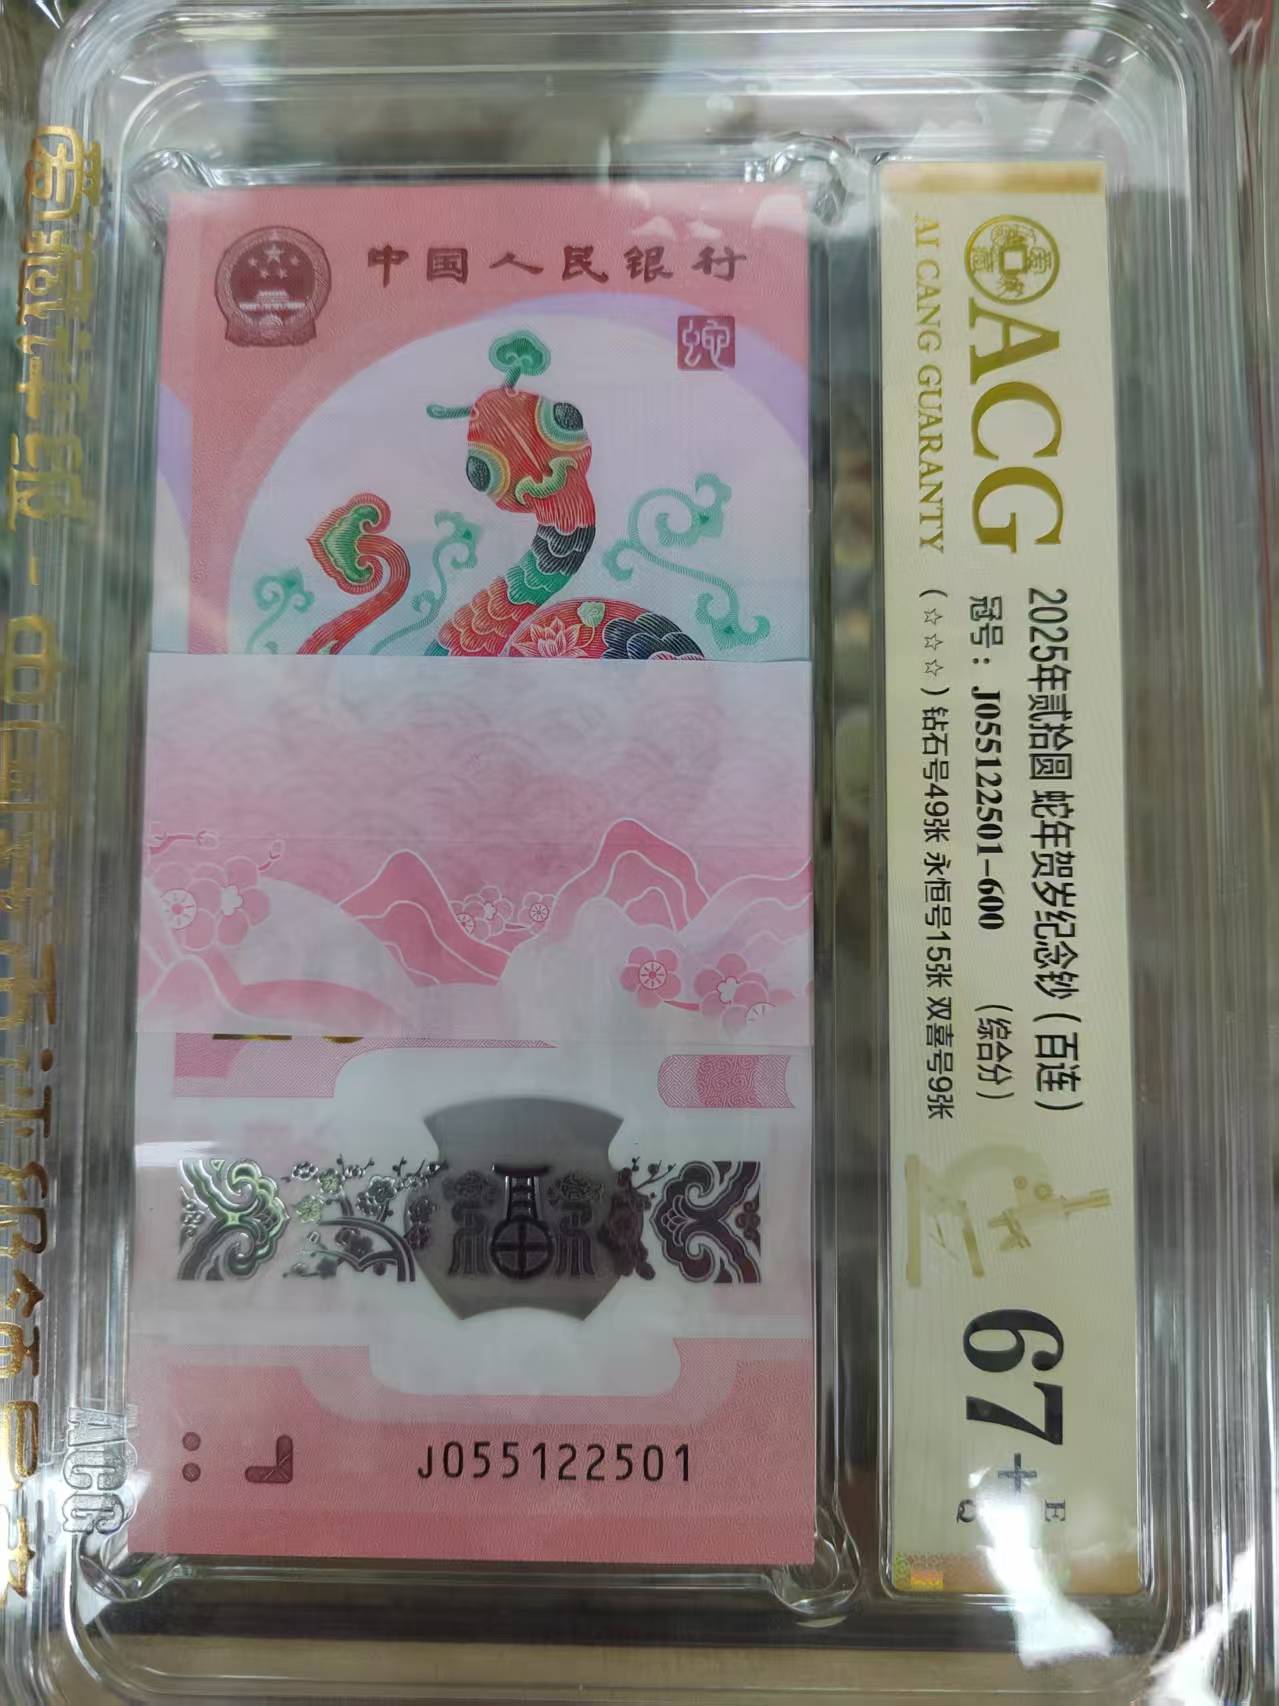 中国人民银行
蛇
福
J055122501
ACG
AI CANG GUARANTY
2025年贰拾圆 蛇年贺岁纪念钞（百连）
冠号：J055122501-600 （综合分）
（☆☆☆）钻石号49张 永恒号15张 双喜号9张
67+
E
Q
ACG